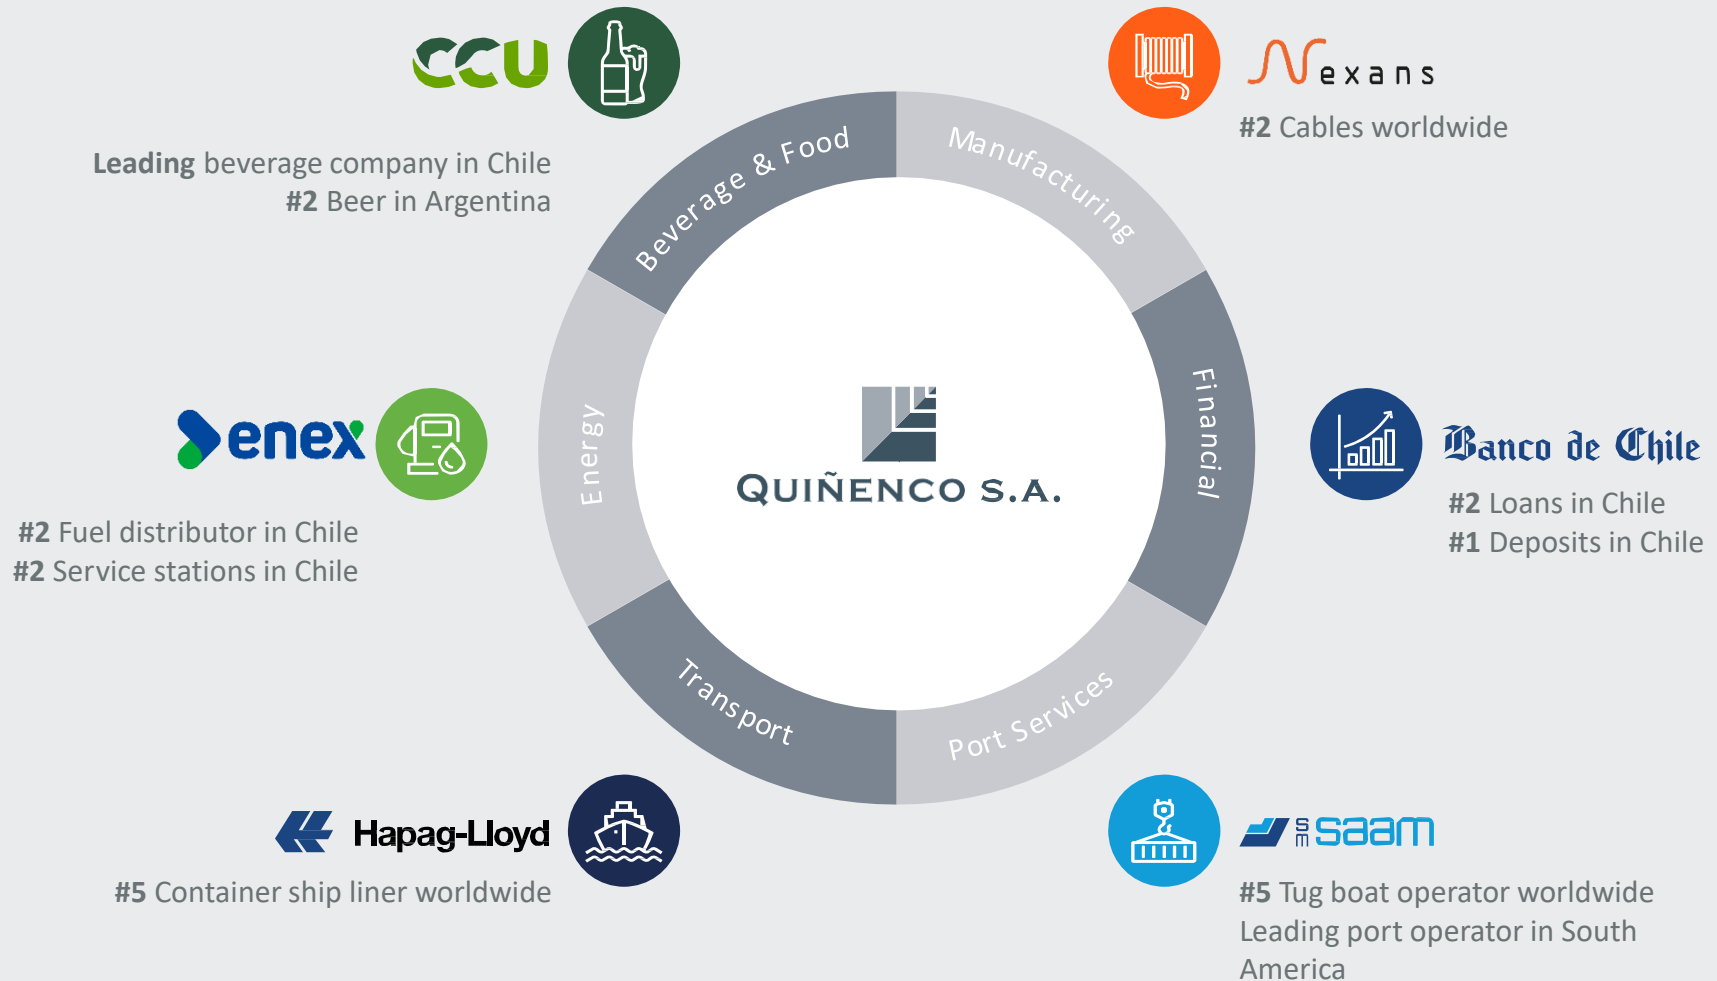 CCU
Leading beverage company in Chile
#2 Beer in Argentina
Nexans
#2 Cables worldwide
Beverage & Food
Manufacturing
Financial
Port Services
Transport
Energy
QUIÑENCO S.A.
enex
#2 Fuel distributor in Chile
#2 Service stations in Chile
Banco de Chile
#2 Loans in Chile
#1 Deposits in Chile
Hapag-Lloyd
#5 Container ship liner worldwide
sm saam
#5 Tug boat operator worldwide
Leading port operator in South
America